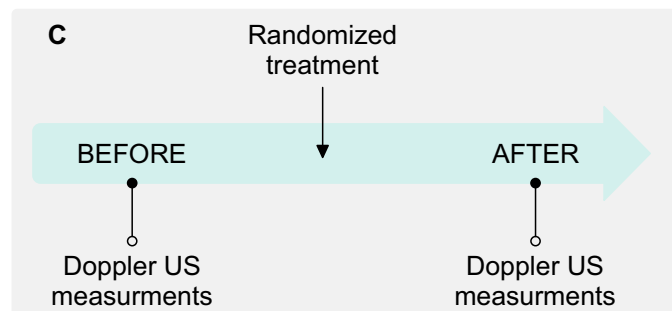 C
Randomized
treatment
BEFORE
AFTER
Doppler US
measurments
Doppler US
measurments